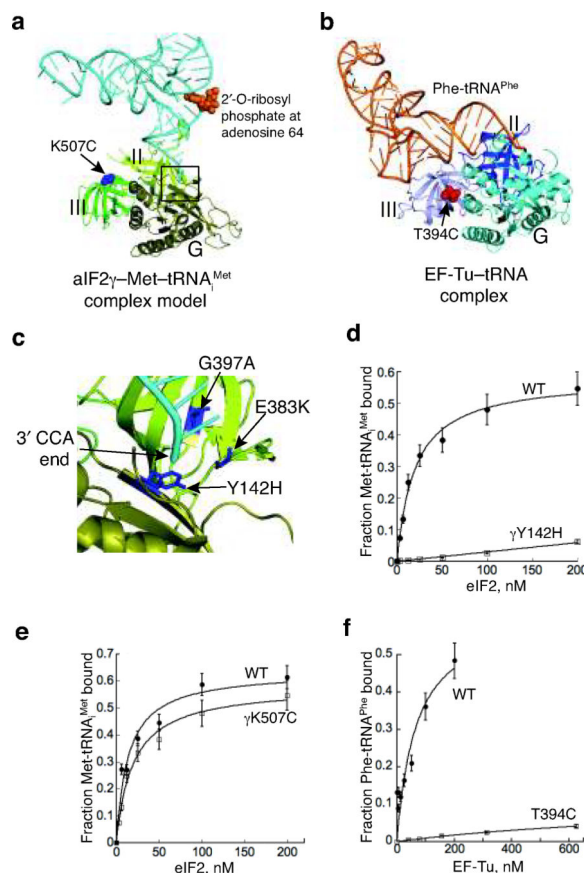 a
2′-O-ribosyl
phosphate at
adenosine 64
K507C
II
III
G
aIF2γ–Met–tRNAiMet
complex model
b
Phe-tRNAPhe
II
III
T394C
G
EF-Tu–tRNA
complex
c
G397A
E383K
3′ CCA
end
Y142H
d
Fraction Met-tRNAiMet bound
0.6
0.5
0.4
0.3
0.2
0.1
0
WT
γY142H
0 50 100 150 200
eIF2, nM
e
Fraction Met-tRNAiMet bound
0.7
0.6
0.5
0.4
0.3
0.2
0.1
0
WT
γK507C
0 50 100 150 200
eIF2, nM
f
Fraction Phe-tRNAPhe bound
0.5
0.4
0.3
0.2
0.1
0.0
WT
T394C
0 200 400 600
EF-Tu, nM